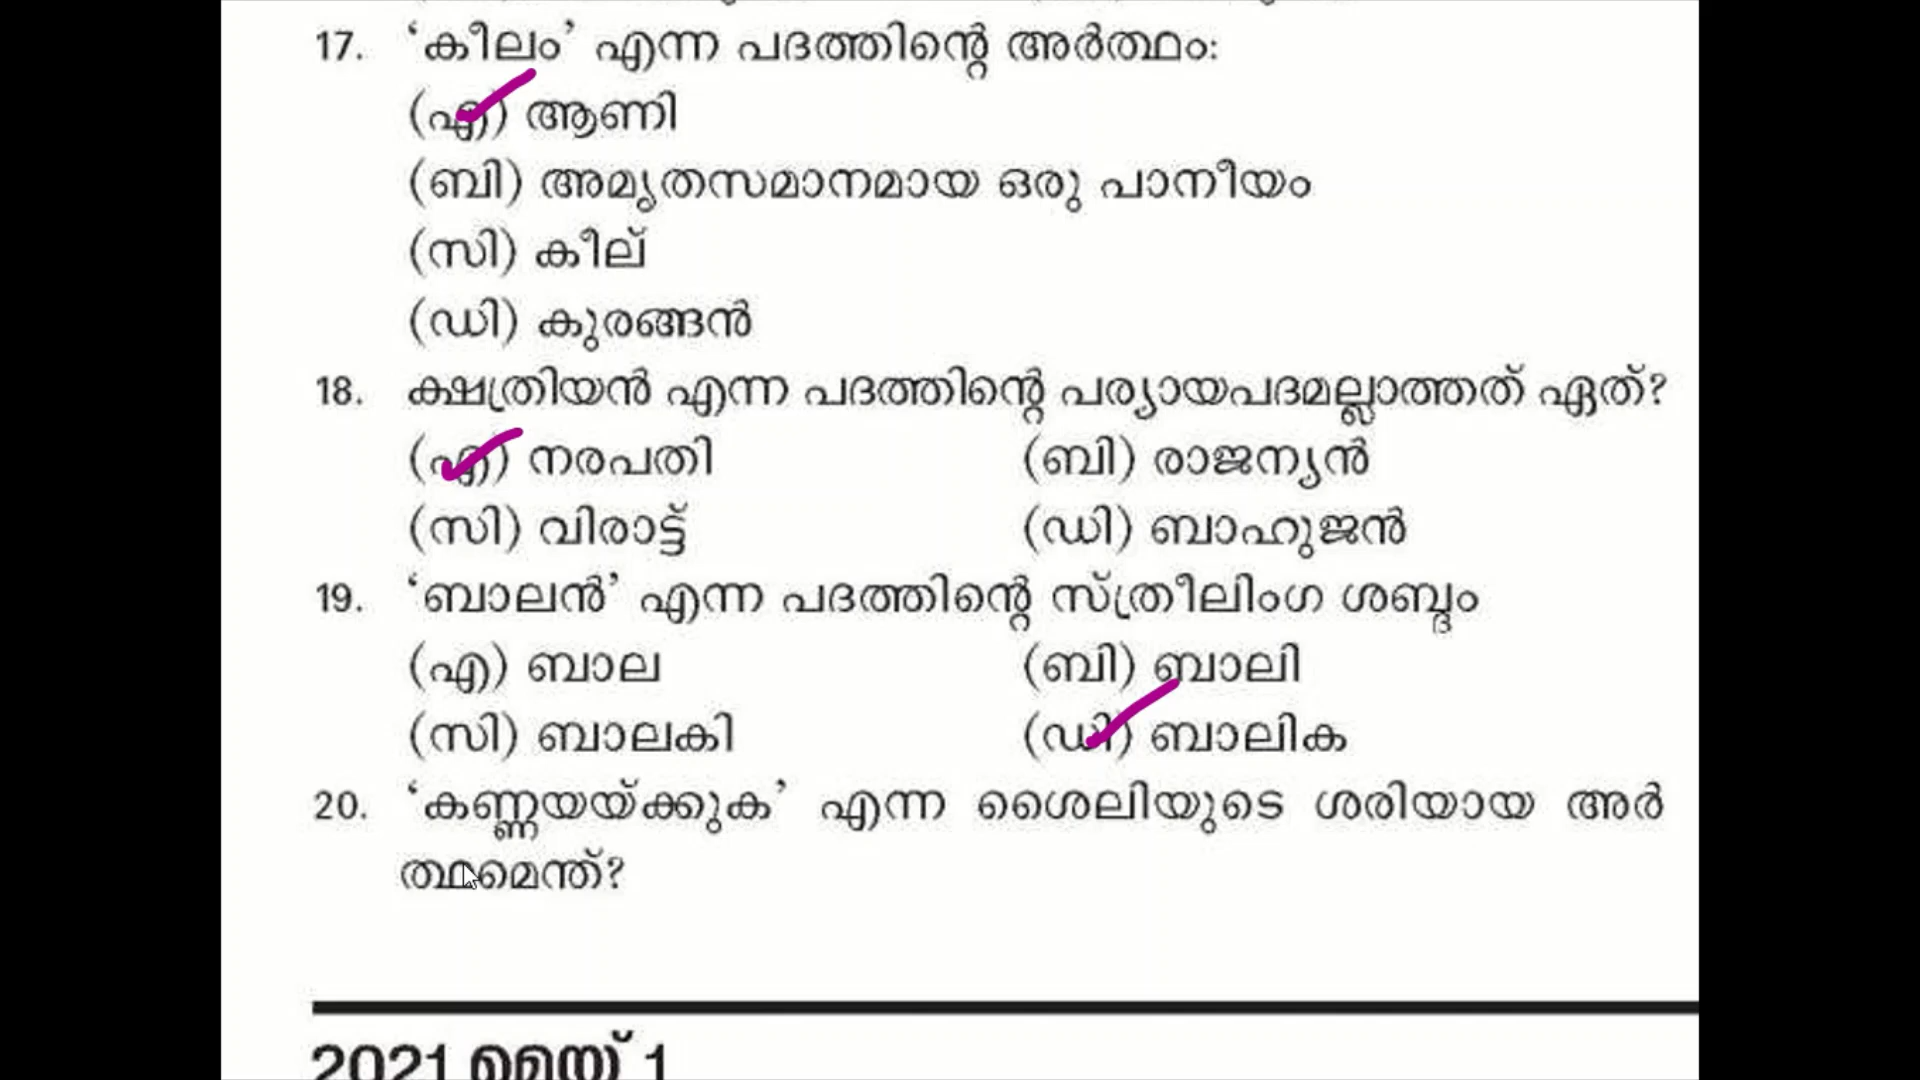 17. ‘കീലം’ എന്ന പദത്തിന്റെ അർത്ഥം:
(എ) ആണി
(ബി) അമൃതസമാനമായ ഒരു പാനീയം
(സി) കീല്
(ഡി) കുരങ്ങൻ
18. ക്ഷത്രിയൻ എന്ന പദത്തിന്റെ പര്യായപദമല്ലാത്തത് ഏത്?
(എ) നരപതി (ബി) രാജന്യൻ
(സി) വിരാട്ട് (ഡി) ബാഹുജൻ
19. ‘ബാലൻ’ എന്ന പദത്തിന്റെ സ്ത്രീലിംഗ ശബ്ദം
(എ) ബാല (ബി) ബാലി
(സി) ബാലകി (ഡി) ബാലിക
20. ‘കണ്ണയയ്ക്കുക’ എന്ന ശൈലിയുടെ ശരിയായ അർ
ത്ഥമെന്ത്?
2021 മെയ് 1